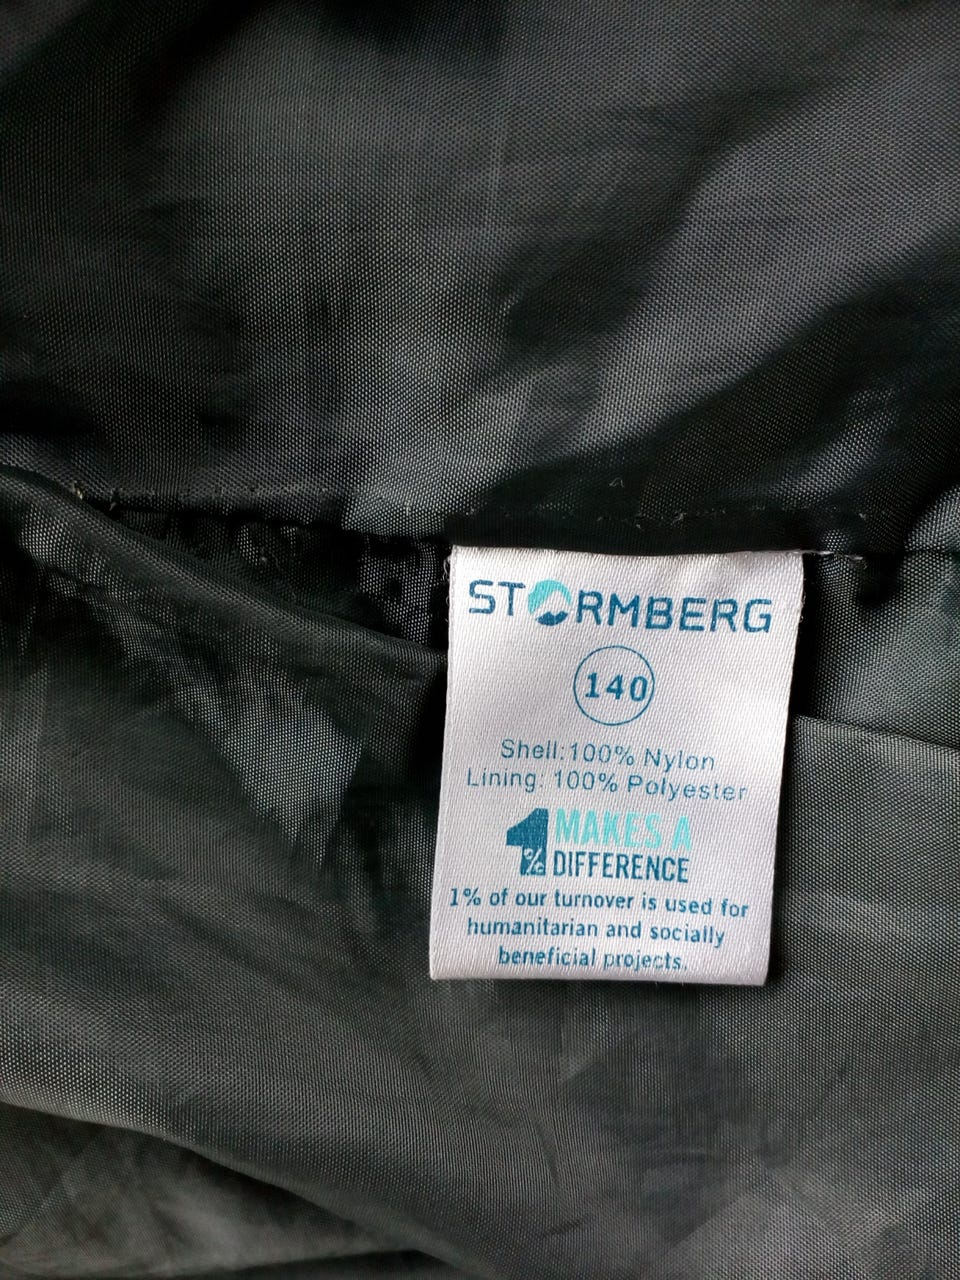 STORMBERG
140
Shell:100% Nylon
Lining: 100% Polyester
1% MAKES A
DIFFERENCE
1% of our turnover is used for
humanitarian and socially
beneficial projects.